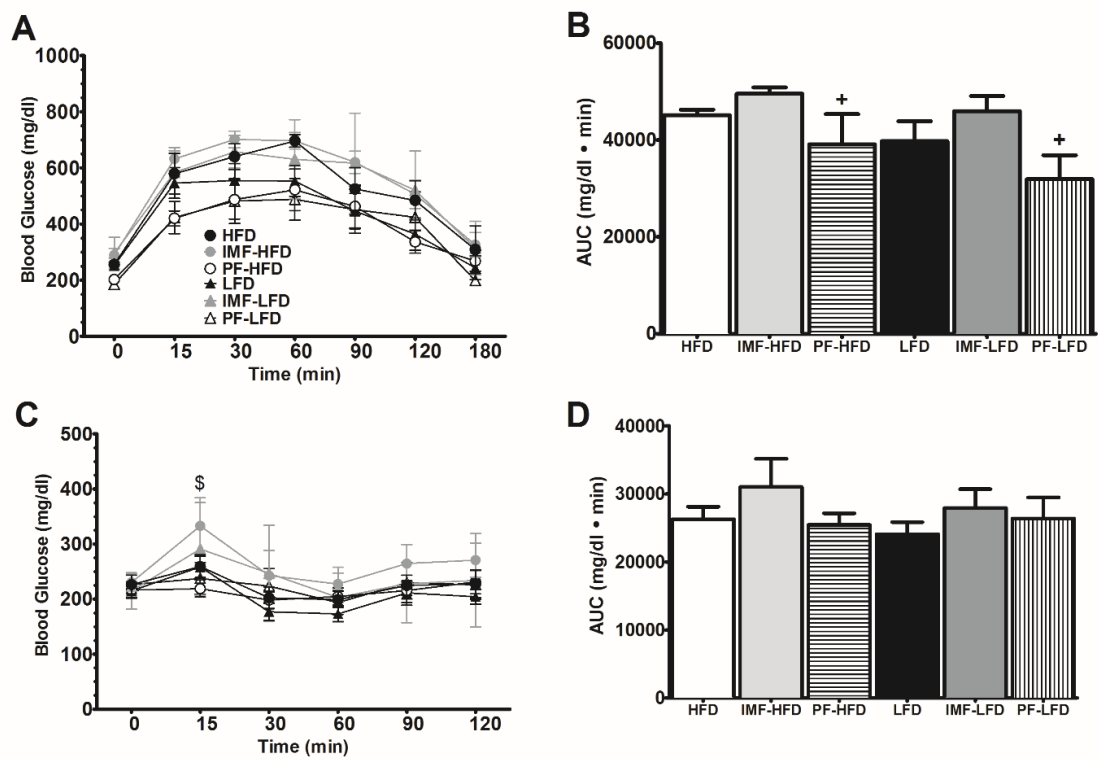 A
1000
800
600
400
200
0
Blood Glucose (mg/dl)
HFD
IMF-HFD
PF-HFD
LFD
IMF-LFD
PF-LFD
0 15 30 60 90 120 180
Time (min)
B
60000
40000
20000
0
AUC (mg/dl • min)
+
+
HFD IMF-HFD PF-HFD LFD IMF-LFD PF-LFD
C
500
400
300
200
100
0
Blood Glucose (mg/dl)
$
0 15 30 60 90 120
Time (min)
D
40000
30000
20000
10000
0
AUC (mg/dl • min)
HFD IMF-HFD PF-HFD LFD IMF-LFD PF-LFD